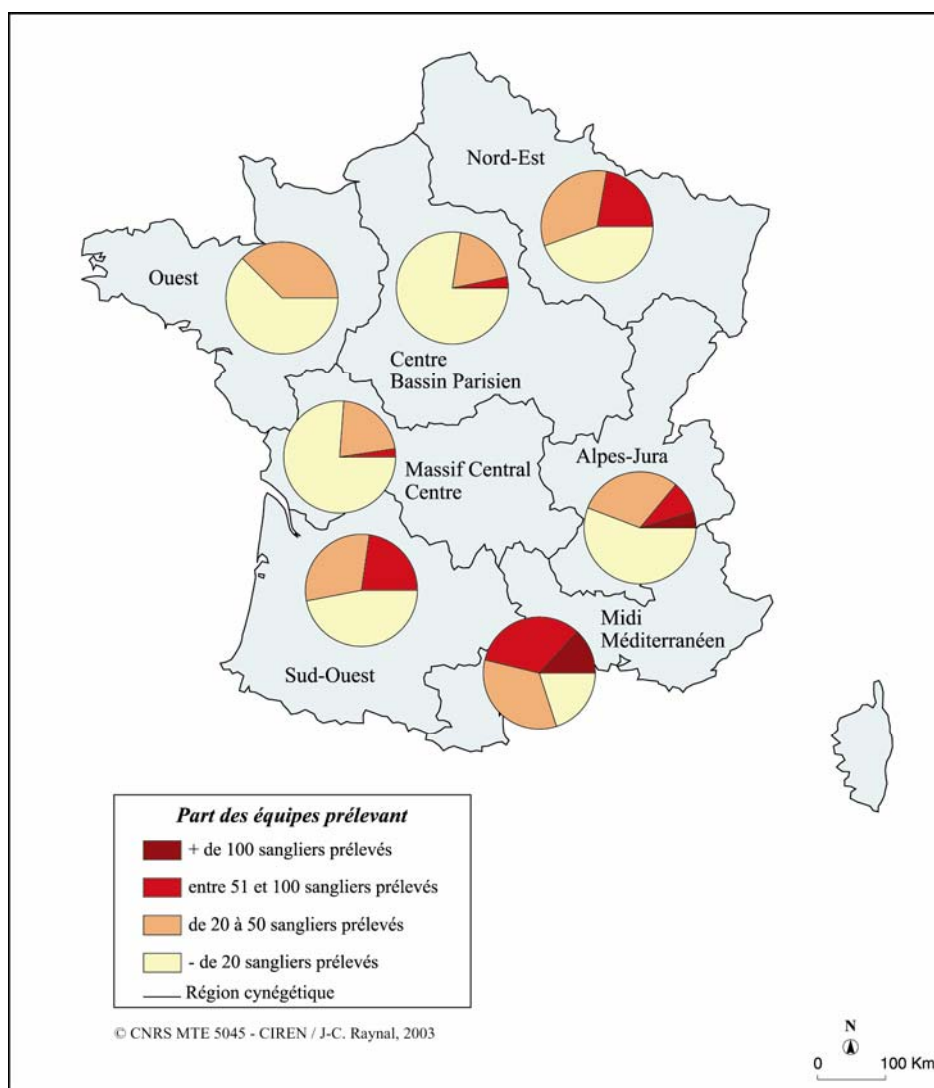 Nord-Est
Ouest
Centre
Bassin Parisien
Alpes-Jura
Massif Central
Centre
Midi
Méditerranéen
Sud-Ouest
Part des équipes prélevant
+ de 100 sangliers prélevés
entre 51 et 100 sangliers prélevés
de 20 à 50 sangliers prélevés
- de 20 sangliers prélevés
Région cynégétique
© CNRS MTE 5045 - CIREN / J-C. Raynal, 2003
N
0 100 Km